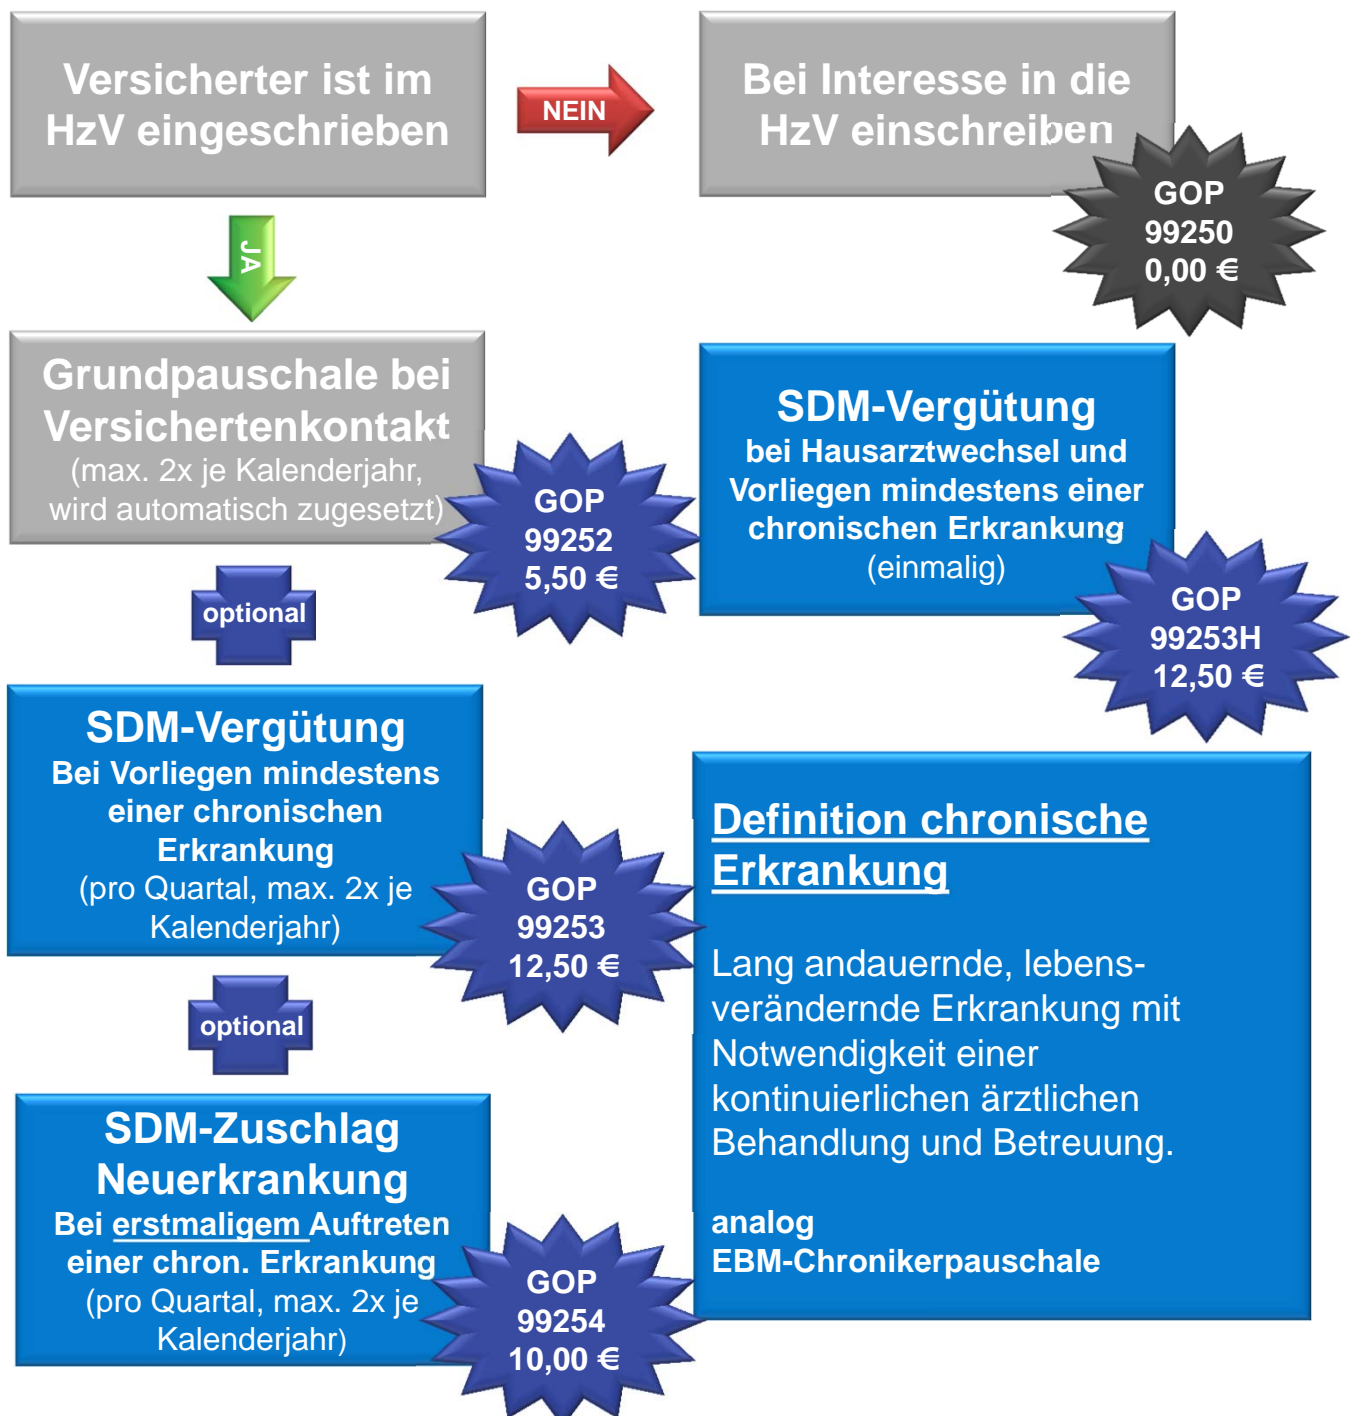 Versicherter ist im
HzV eingeschrieben
NEIN
Bei Interesse in die
HzV einschreiben
GOP
99250
0,00 €
JA
Grundpauschale bei
Versichertenkontakt
(max. 2x je Kalenderjahr,
wird automatisch zugesetzt)
GOP
99252
5,50 €
SDM-Vergütung
bei Hausarztwechsel und
Vorliegen mindestens einer
chronischen Erkrankung
(einmalig)
GOP
99253H
12,50 €
optional
SDM-Vergütung
Bei Vorliegen mindestens
einer chronischen
Erkrankung
(pro Quartal, max. 2x je
Kalenderjahr)
GOP
99253
12,50 €
optional
SDM-Zuschlag
Neuerkrankung
Bei erstmaligem Auftreten
einer chron. Erkrankung
(pro Quartal, max. 2x je
Kalenderjahr)
GOP
99254
10,00 €
Definition chronische
Erkrankung
Lang andauernde, lebens-
verändernde Erkrankung mit
Notwendigkeit einer
kontinuierlichen ärztlichen
Behandlung und Betreuung.
analog
EBM-Chronikerpauschale